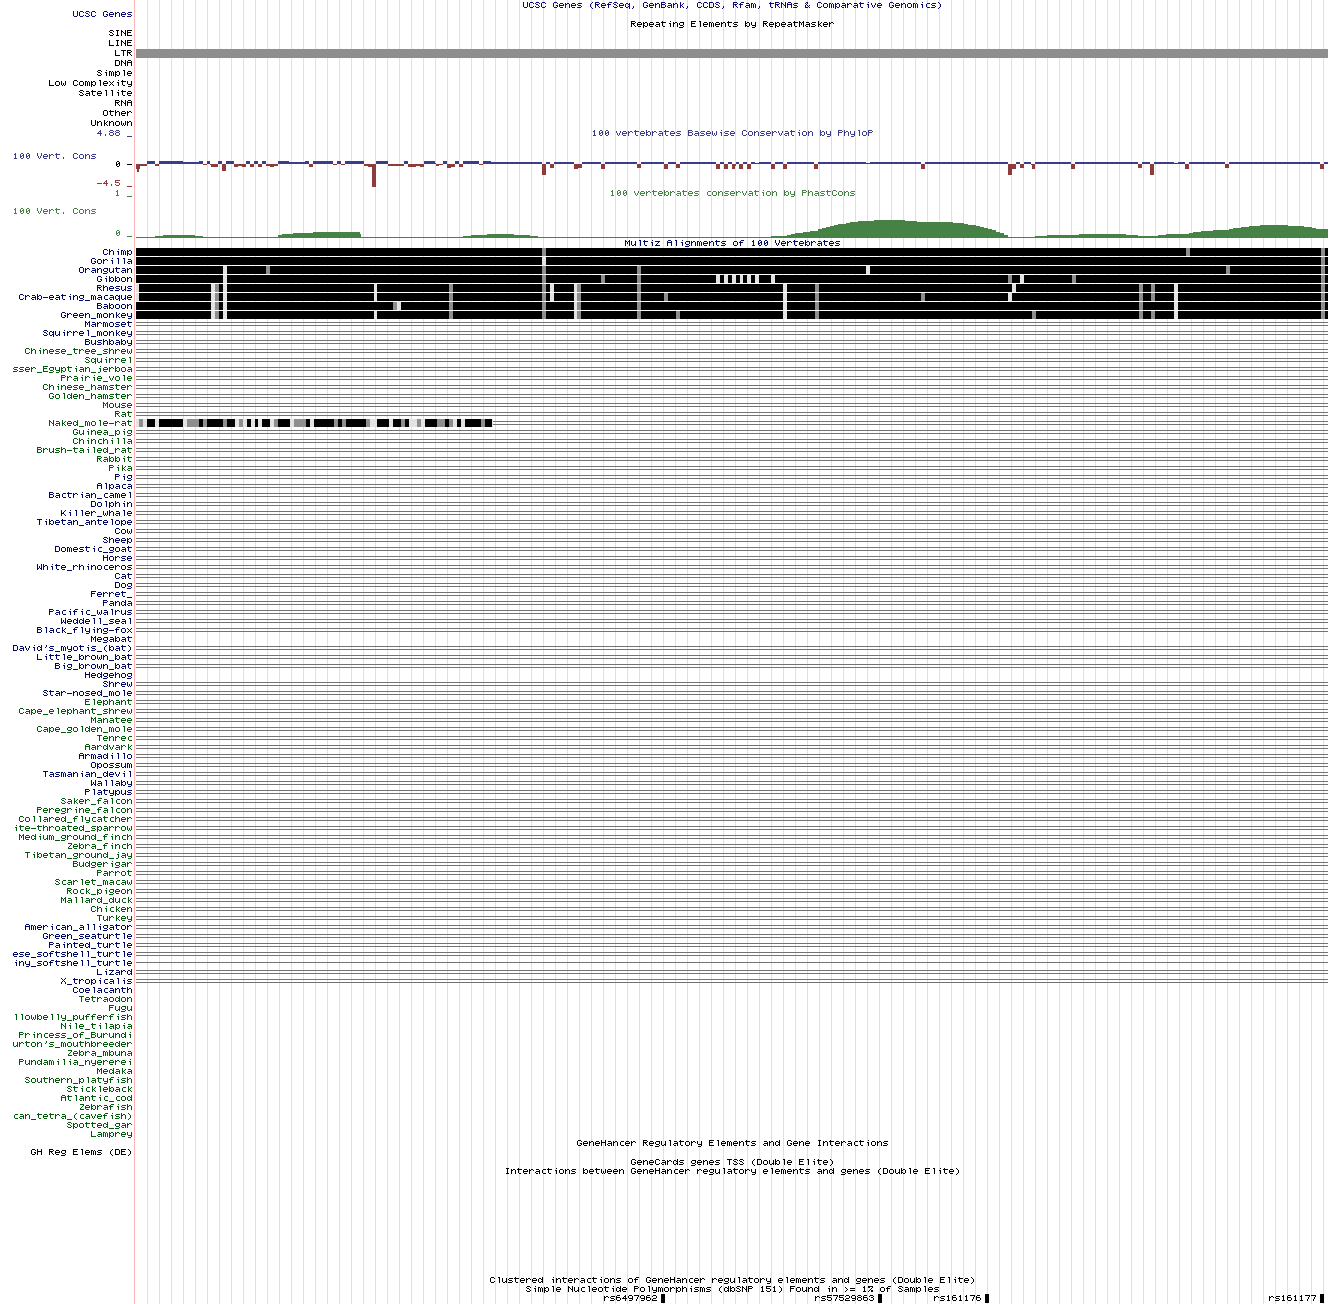 UCSC Genes (RefSeq, GenBank, CCDS, Rfam, tRNAs & Comparative Genomics)
UCSC Genes
Repeating Elements by RepeatMasker
SINE
LINE
LTR
DNA
Simple
Low Complexity
Satellite
RNA
Other
Unknown
4.88 _
100 vertebrates Basewise Conservation by PhyloP
100 Vert. Cons
0 -
-4.5 _
1 _
100 vertebrates conservation by PhastCons
100 Vert. Cons
0 _
Multiz Alignments of 100 Vertebrates
Chimp
Gorilla
Orangutan
Gibbon
Rhesus
Crab-eating_macaque
Baboon
Green_monkey
Marmoset
Squirrel_monkey
Bushbaby
Chinese_tree_shrew
Squirrel
sser_Egyptian_jerboa
Prairie_vole
Chinese_hamster
Golden_hamster
Mouse
Rat
Naked_mole-rat
Guinea_pig
Chinchilla
Brush-tailed_rat
Rabbit
Pika
Pig
Alpaca
Bactrian_camel
Dolphin
Killer_whale
Tibetan_antelope
Cow
Sheep
Domestic_goat
Horse
White_rhinoceros
Cat
Dog
Ferret_
Panda
Pacific_walrus
Weddell_seal
Black_flying-fox
Megabat
David's_myotis_(bat)
Little_brown_bat
Big_brown_bat
Hedgehog
Shrew
Star-nosed_mole
Elephant
Cape_elephant_shrew
Manatee
Cape_golden_mole
Tenrec
Aardvark
Armadillo
Opossum
Tasmanian_devil
Wallaby
Platypus
Saker_falcon
Peregrine_falcon
Collared_flycatcher
ite-throated_sparrow
Medium_ground_finch
Zebra_finch
Tibetan_ground_jay
Budgerigar
Parrot
Scarlet_macaw
Rock_pigeon
Mallard_duck
Chicken
Turkey
American_alligator
Green_seaturtle
Painted_turtle
ese_softshell_turtle
iny_softshell_turtle
Lizard
X_tropicalis
Coelacanth
Tetraodon
Fugu
llowbelly_pufferfish
Nile_tilapia
Princess_of_Burundi
urton's_mouthbreeder
Zebra_mbuna
Pundamilia_nyererei
Medaka
Southern_platyfish
Stickleback
Atlantic_cod
Zebrafish
can_tetra_(cavefish)
Spotted_gar
Lamprey
GeneHancer Regulatory Elements and Gene Interactions
GH Reg Elems (DE)
GeneCards genes TSS (Double Elite)
Interactions between GeneHancer regulatory elements and genes (Double Elite)
Clustered interactions of GeneHancer regulatory elements and genes (Double Elite)
Simple Nucleotide Polymorphisms (dbSNP 151) Found in >= 1% of Samples
rs6497962 rs57529863 rs161176 rs161177